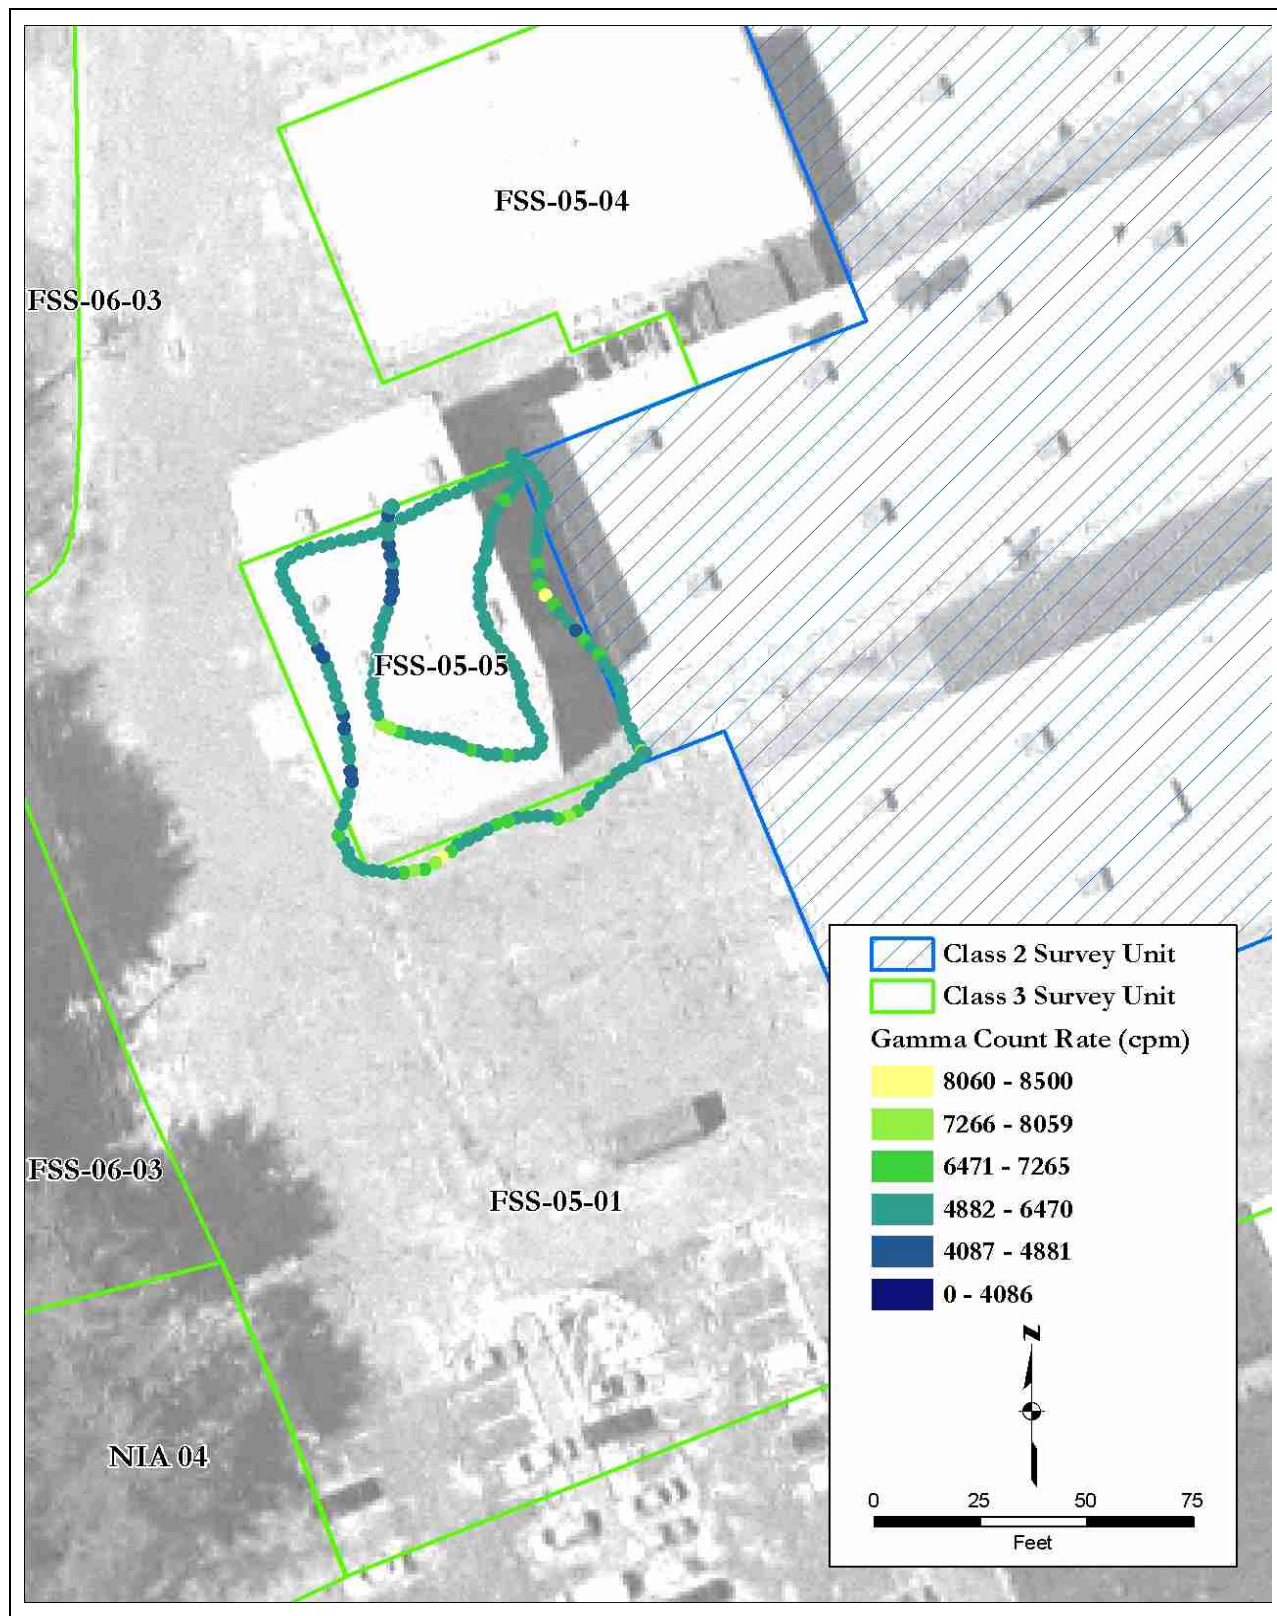 FSS-05-04
FSS-06-03
FSS-05-05
Class 2 Survey Unit
Class 3 Survey Unit
Gamma Count Rate (cpm)
8060 - 8500
7266 - 8059
6471 - 7265
4882 - 6470
4087 - 4881
0 - 4086
FSS-06-03
FSS-05-01
N
NIA 04
0 25 50 75
Feet